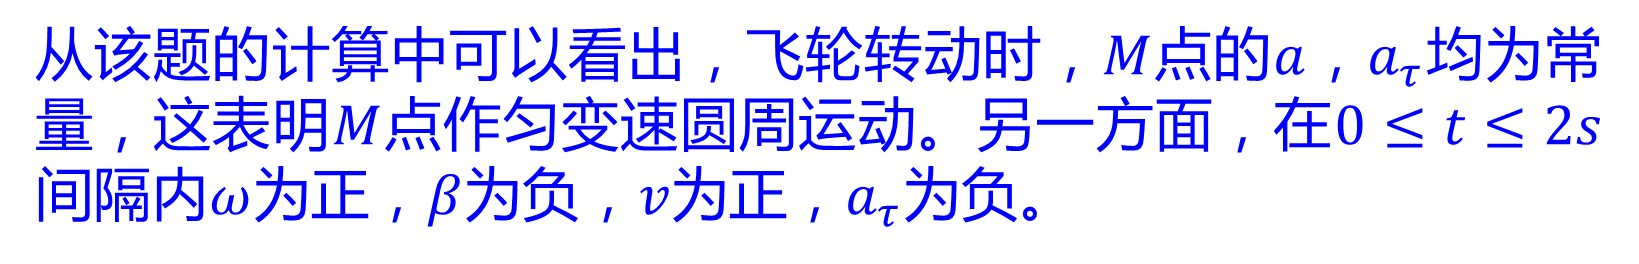 从该题的计算中可以看出，飞轮转动时，M点的a，aτ均为常
量，这表明M点作匀变速圆周运动。另一方面，在0 ≤ t ≤ 2s
间隔内ω为正，β为负，v为正，aτ为负。